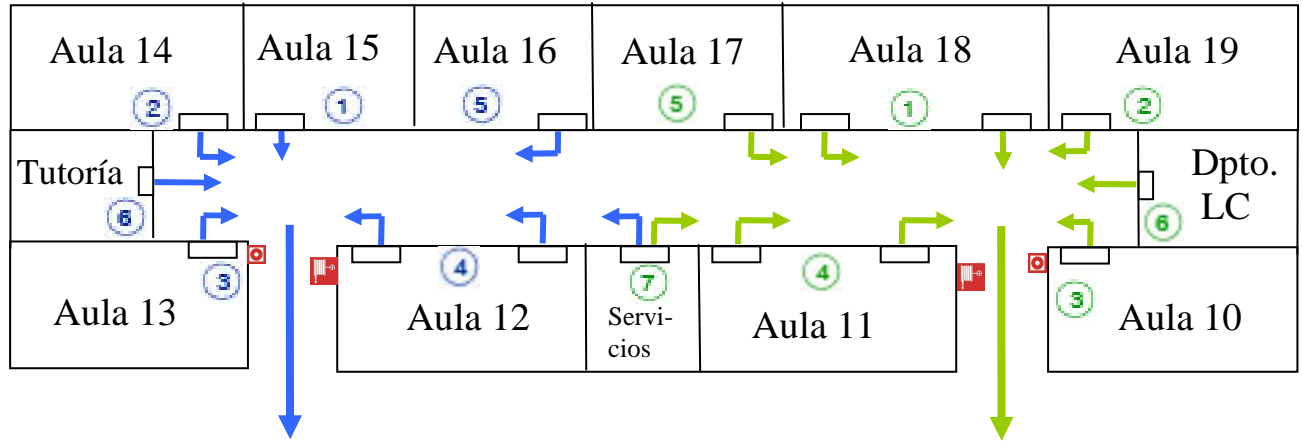 Aula 14
Aula 15
Aula 16
Aula 17
Aula 18
Aula 19
2
1
5
5
1
2
Tutoría
6
Dpto.
LC
6
3
4
7
4
3
Aula 13
Aula 12
Servi-
cios
Aula 11
Aula 10